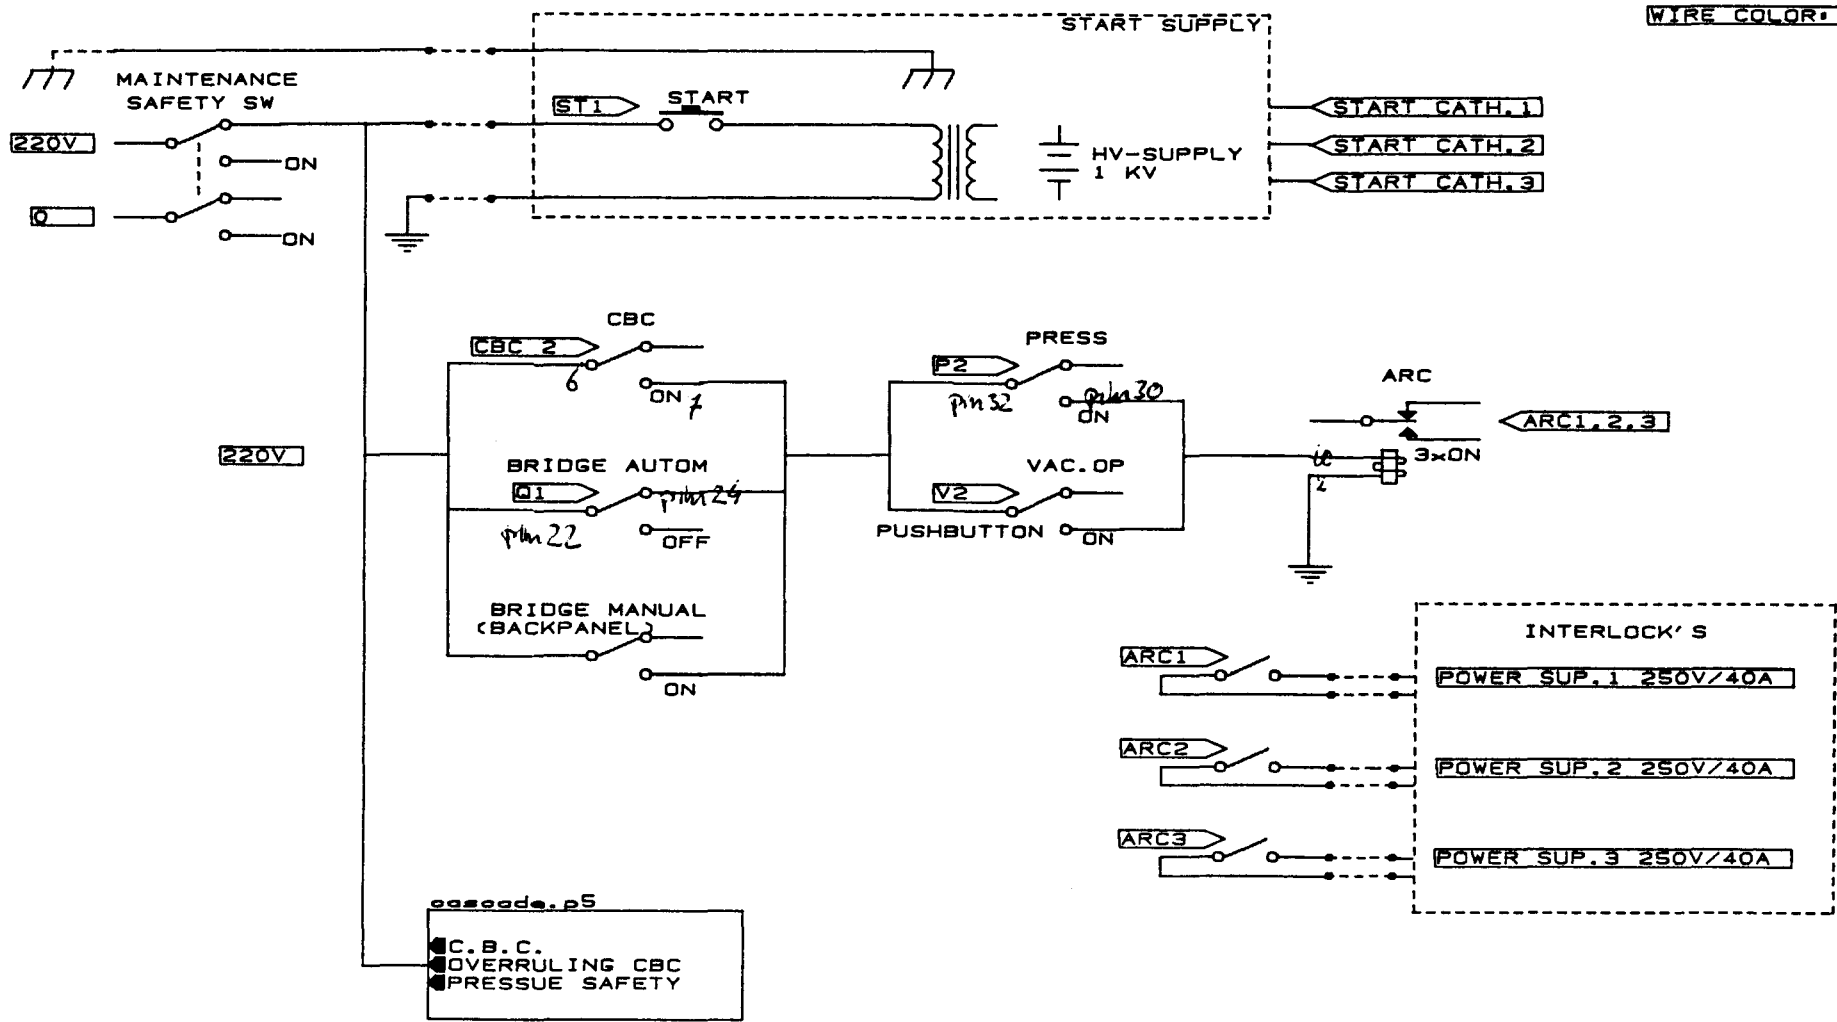 WIRE COLOR:
START SUPPLY
MAINTENANCE
SAFETY SW
ST1
START
START CATH.1
220V
ON
START CATH.2
HV-SUPPLY
1 KV
START CATH.3
0
ON
CBC
CBC 2
6
ON
7
PRESS
P2
pin 32
pin 30
ON
ARC
ARC1.2.3
3xON
220V
BRIDGE AUTOM
Q1
pin 24
pin 22
OFF
VAC.OP
V2
PUSHBUTTON
ON
BRIDGE MANUAL
(BACKPANEL)
ON
INTERLOCK'S
ARC1
POWER SUP.1 250V/40A
ARC2
POWER SUP.2 250V/40A
ARC3
POWER SUP.3 250V/40A
cascade.p5
C.B.C.
OVERRULING CBC
PRESSUE SAFETY